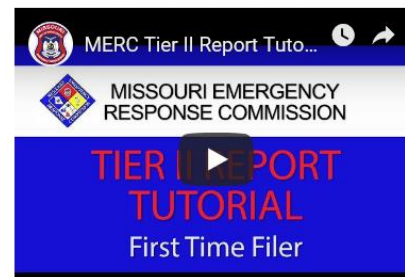 MERC Tier II Report Tuto...
MISSOURI EMERGENCY
RESPONSE COMMISSION
TIER II REPORT
TUTORIAL
First Time Filer